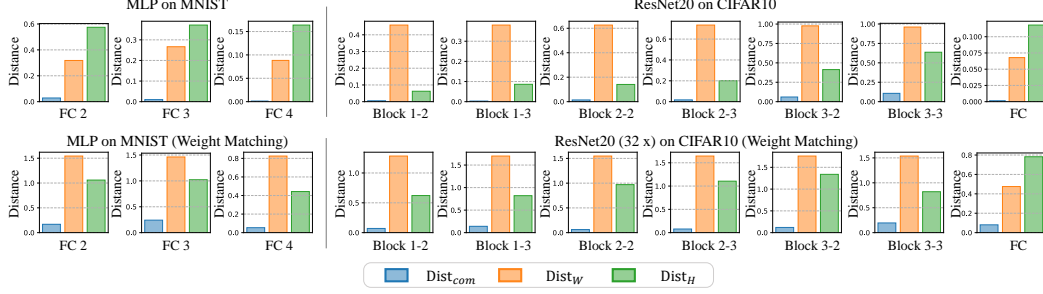 MLP on MNIST
ResNet20 on CIFAR10
Distance 0.6 0.4 0.2 0.0 FC 2
Distance 0.3 0.2 0.1 0.0 FC 3
Distance 0.15 0.10 0.05 0.00 FC 4
Distance 0.4 0.3 0.2 0.1 0.0 Block 1-2
Distance 0.3 0.2 0.1 0.0 Block 1-3
Distance 0.6 0.4 0.2 0.0 Block 2-2
Distance 0.6 0.4 0.2 0.0 Block 2-3
Distance 1.00 0.75 0.50 0.25 0.00 Block 3-2
Distance 1.00 0.75 0.50 0.25 0.00 Block 3-3
Distance 0.100 0.075 0.050 0.025 0.000 FC
MLP on MNIST (Weight Matching)
ResNet20 (32 x) on CIFAR10 (Weight Matching)
Distance 1.5 1.0 0.5 0.0 FC 2
Distance 1.5 1.0 0.5 0.0 FC 3
Distance 0.8 0.6 0.4 0.2 0.0 FC 4
Distance 1.0 0.5 0.0 Block 1-2
Distance 1.5 1.0 0.5 0.0 Block 1-3
Distance 1.5 1.0 0.5 0.0 Block 2-2
Distance 1.5 1.0 0.5 0.0 Block 2-3
Distance 1.5 1.0 0.5 0.0 Block 3-2
Distance 1.5 1.0 0.5 0.0 Block 3-3
Distance 0.8 0.6 0.4 0.2 0.0 FC
Dist_com Dist_W Dist_H